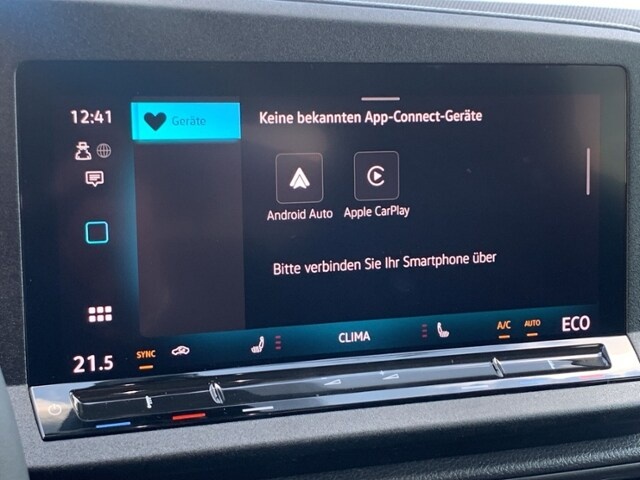 12:41
Geräte
Keine bekannten App-Connect-Geräte
Android Auto
Apple CarPlay
Bitte verbinden Sie Ihr Smartphone über
21.5
SYNC
CLIMA
A/C
AUTO
ECO